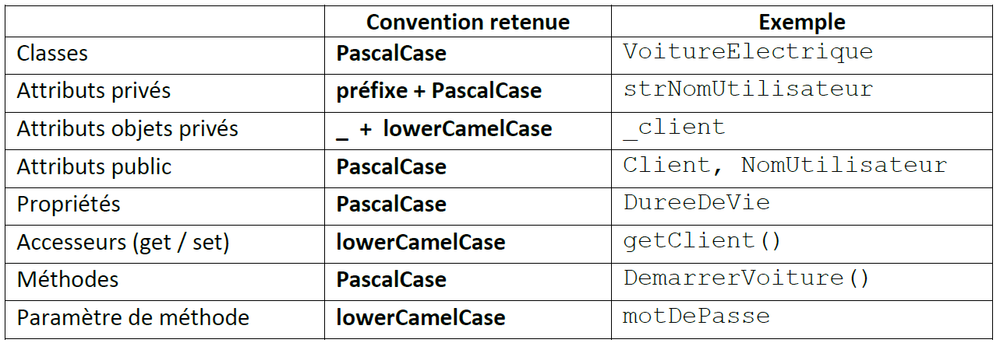 Convention retenue Exemple
Classes PascalCase VoitureElectrique
Attributs privés préfixe + PascalCase strNomUtilisateur
Attributs objets privés _ + lowerCamelCase _client
Attributs public PascalCase Client, NomUtilisateur
Propriétés PascalCase DureeDeVie
Accesseurs (get / set) lowerCamelCase getClient()
Méthodes PascalCase DemarrerVoiture()
Paramètre de méthode lowerCamelCase motDePasse